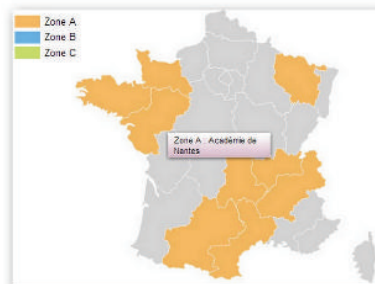 Zone A
Zone B
Zone C
Zone A : Académie de
Nantes